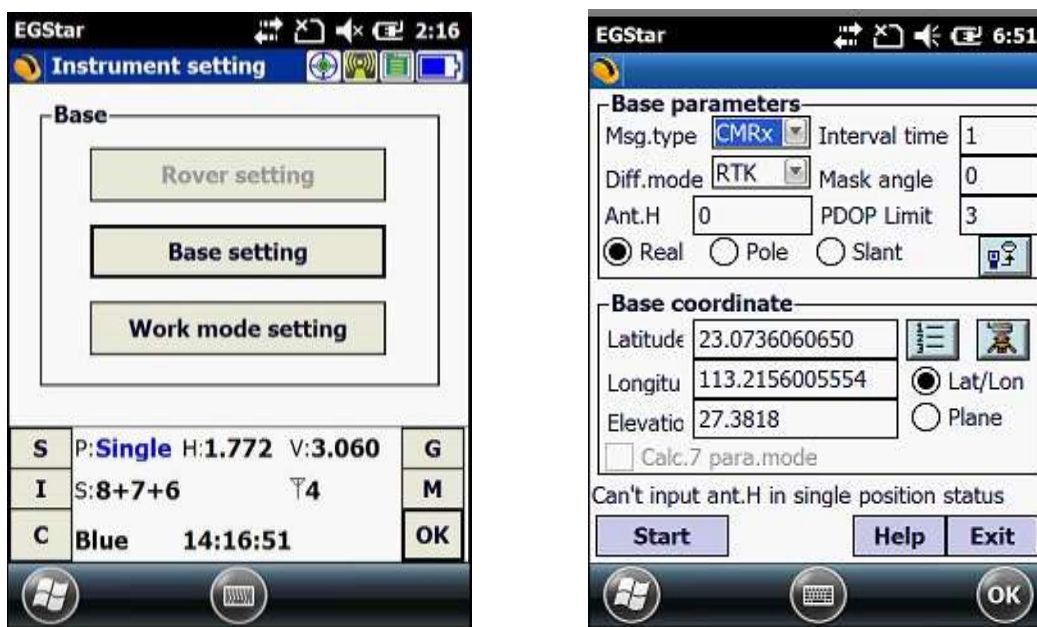 EGStar 2:16
Instrument setting
Base
Rover setting
Base setting
Work mode setting
S P:Single H:1.772 V:3.060 G
I S:8+7+6 4 M
C Blue 14:16:51 OK
EGStar 6:51
Base parameters
Msg.type CMRx Interval time 1
Diff.mode RTK Mask angle 0
Ant.H 0 PDOP Limit 3
Real Pole Slant
Base coordinate
Latitude 23.0736060650
Longitu 113.2156005554 Lat/Lon
Elevatio 27.3818 Plane
Calc.7 para.mode
Can't input ant.H in single position status
Start Help Exit
OK